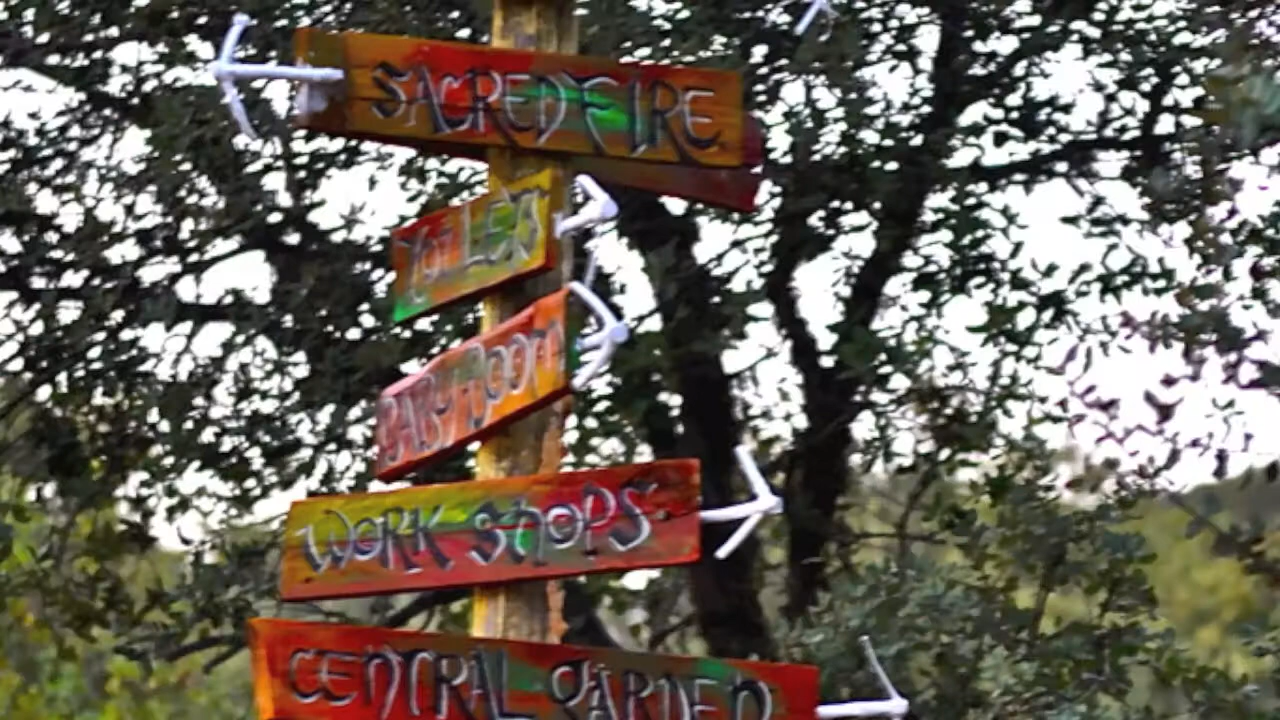 SACRED FIRE
TOILETS
BABY ROOM
WORK SHOPS
CENTRAL GARDEN